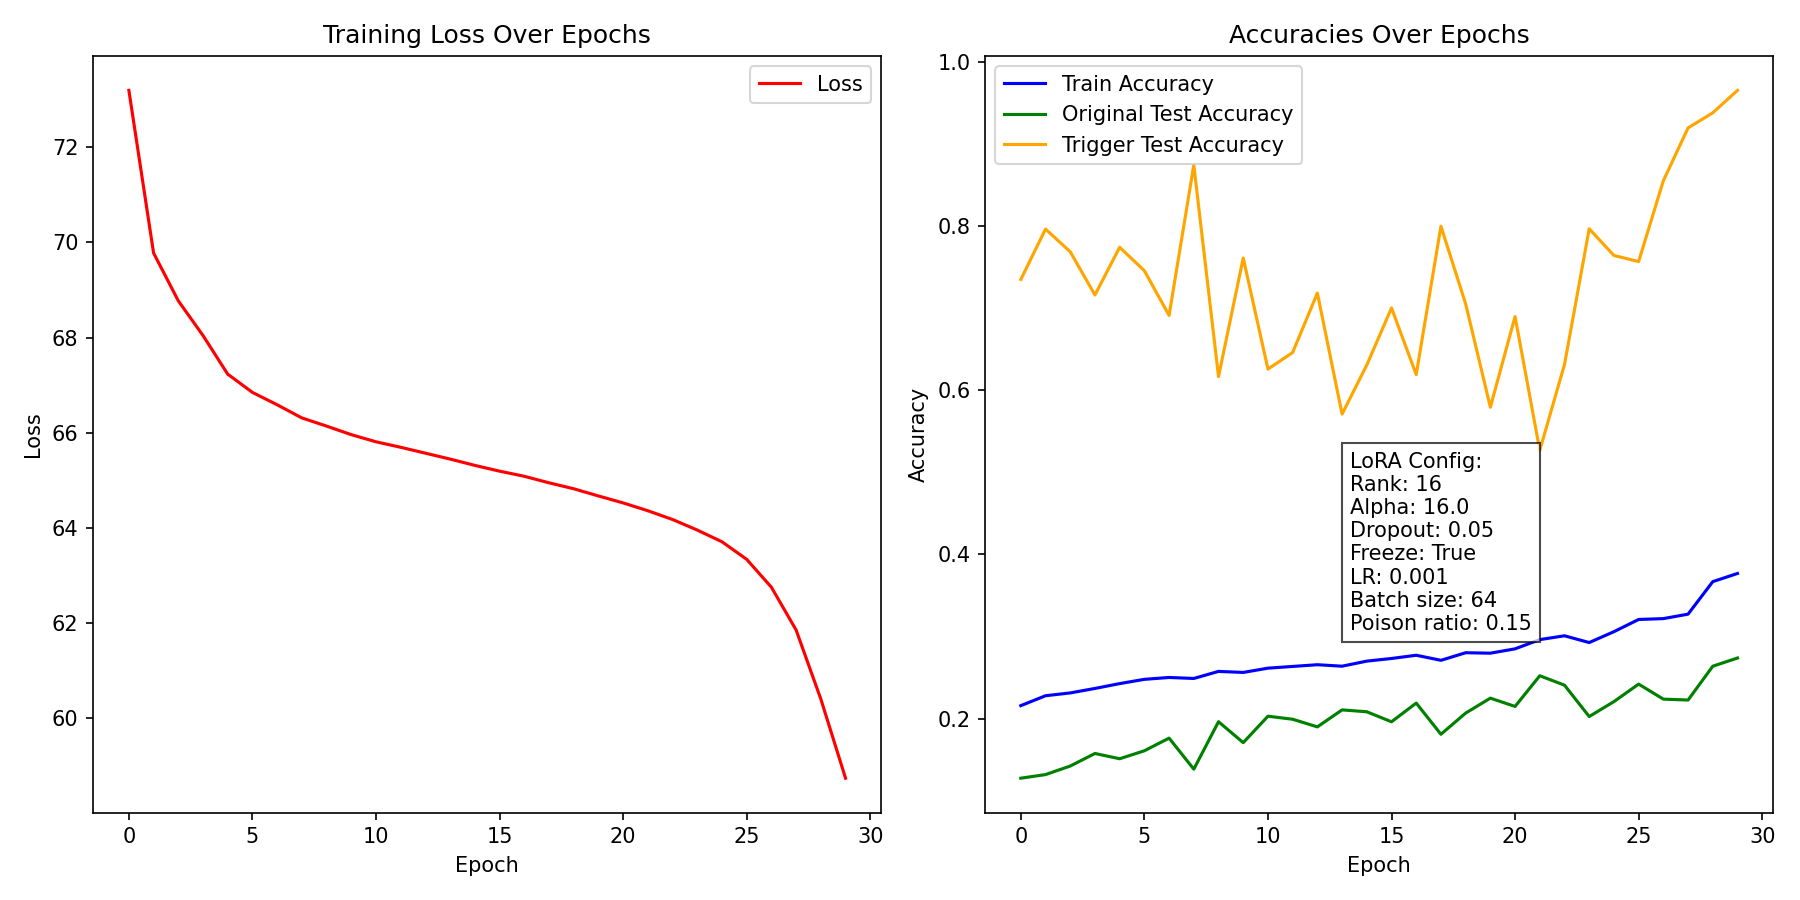 Training Loss Over Epochs
Loss
72
70
68
66
64
62
60
Loss
0 5 10 15 20 25 30
Epoch
Accuracies Over Epochs
Train Accuracy
Original Test Accuracy
Trigger Test Accuracy
1.0
0.8
0.6
0.4
0.2
Accuracy
LoRA Config:
Rank: 16
Alpha: 16.0
Dropout: 0.05
Freeze: True
LR: 0.001
Batch size: 64
Poison ratio: 0.15
0 5 10 15 20 25 30
Epoch